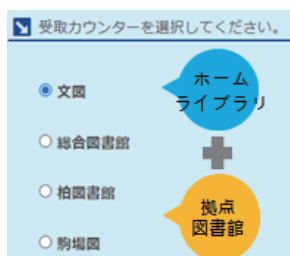 受取カウンターを選択してください。
文図
ホーム
ライブラリ
総合図書館
柏図書館
拠点
図書館
駒場図